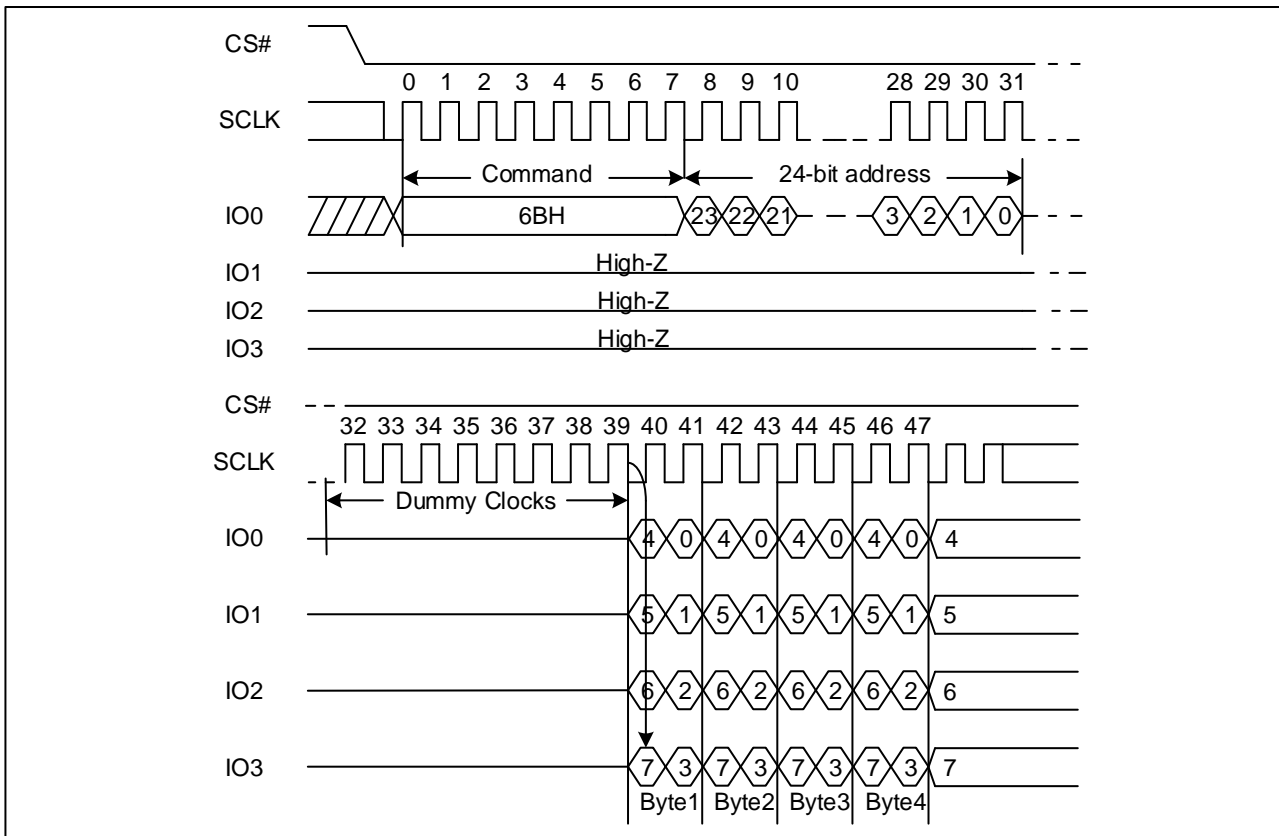 CS#
0 1 2 3 4 5 6 7 8 9 10 28 29 30 31
SCLK
Command 24-bit address
IO0 6BH 23 22 21 3 2 1 0
IO1 High-Z
IO2 High-Z
IO3 High-Z
CS#
32 33 34 35 36 37 38 39 40 41 42 43 44 45 46 47
SCLK
Dummy Clocks
IO0 4 0 4 0 4 0 4 0 4
IO1 5 1 5 1 5 1 5 1 5
IO2 6 2 6 2 6 2 6 2 6
IO3 7 3 7 3 7 3 7 3 7
Byte1 Byte2 Byte3 Byte4